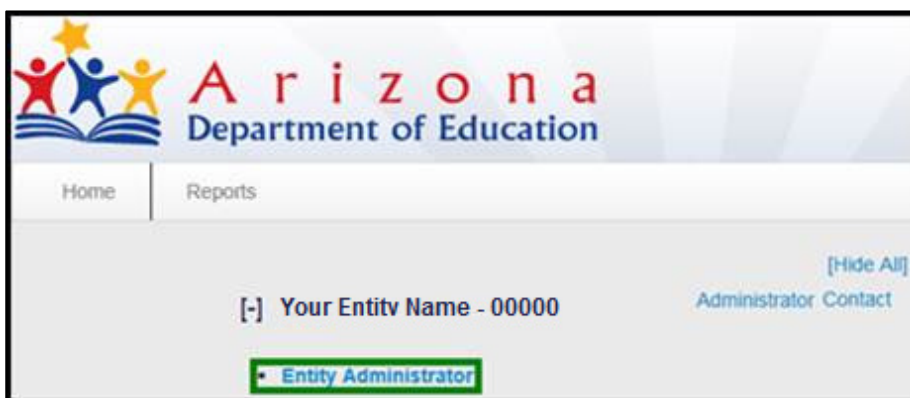 Arizona
Department of Education
Home Reports
[Hide All]
[-] Your Entity Name - 00000 Administrator Contact
• Entity Administrator